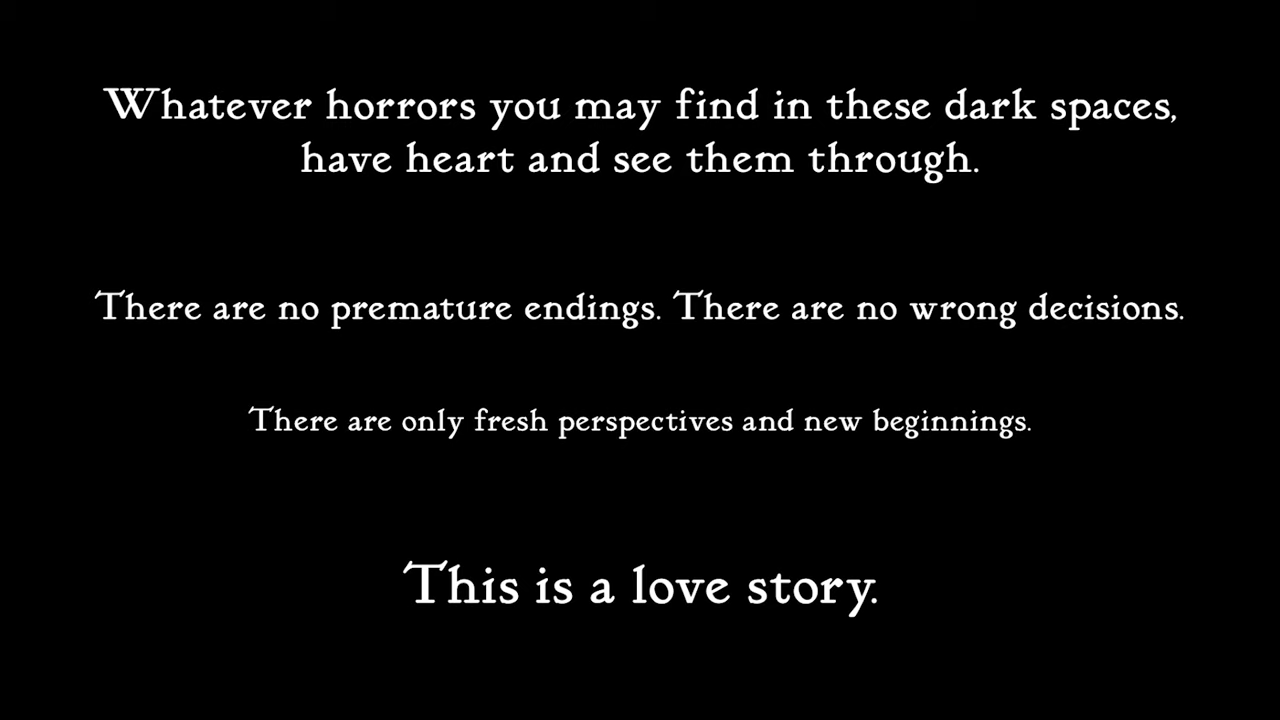 Whatever horrors you may find in these dark spaces,
have heart and see them through.
There are no premature endings. There are no wrong decisions.
There are only fresh perspectives and new beginnings.
This is a love story.